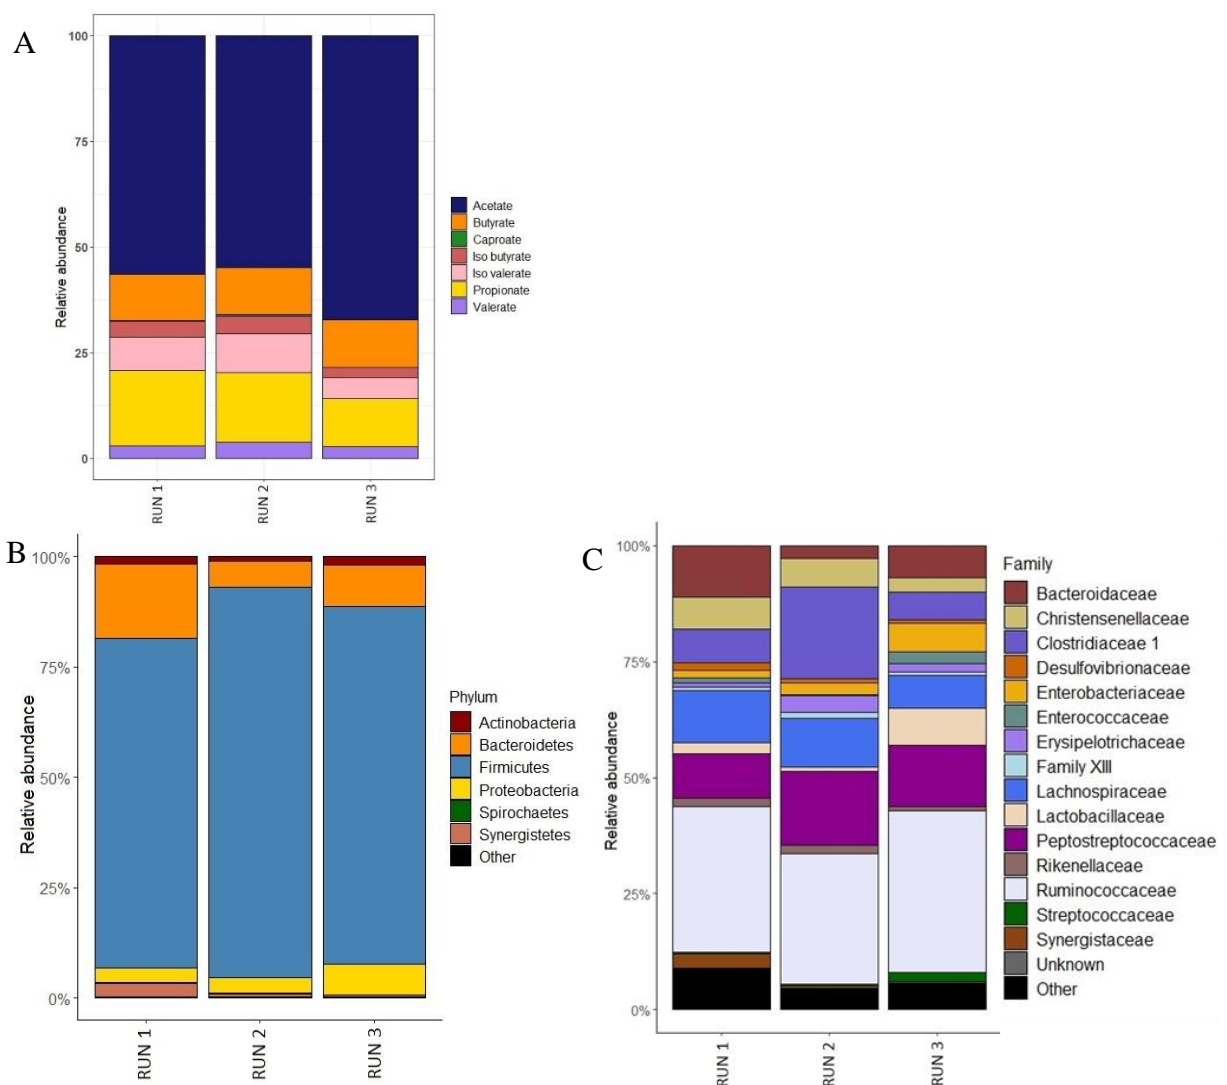 A
Relative abundance
100
75
50
25
0
RUN 1
RUN 2
RUN 3
Acetate
Butyrate
Caproate
Iso butyrate
Iso valerate
Propionate
Valerate
B
Relative abundance
100%
75%
50%
25%
0%
RUN 1
RUN 2
RUN 3
Phylum
Actinobacteria
Bacteroidetes
Firmicutes
Proteobacteria
Spirochaetes
Synergistetes
Other
C
Relative abundance
100%
75%
50%
25%
0%
RUN 1
RUN 2
RUN 3
Family
Bacteroidaceae
Christensenellaceae
Clostridiaceae 1
Desulfovibrionaceae
Enterobacteriaceae
Enterococcaceae
Erysipelotrichaceae
Family XIII
Lachnospiraceae
Lactobacillaceae
Peptostreptococcaceae
Rikenellaceae
Ruminococcaceae
Streptococcaceae
Synergistaceae
Unknown
Other